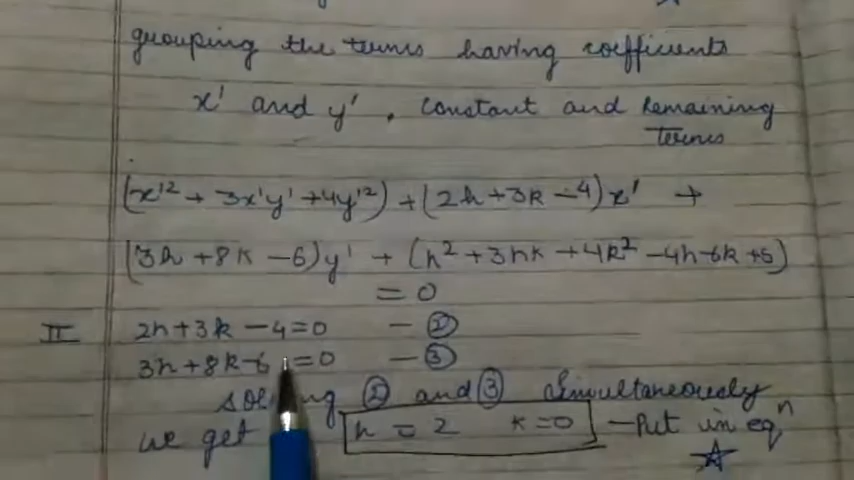 grouping the terms having coefficients
x' and y', constant and Remaining
Terms
(x'² + 3x'y' + 4y'²) + (2h + 3k - 4)x' +
(3h + 8k - 6)y' + (h² + 3hk + 4k² - 4h - 6k + 5)
= 0
II 2h + 3k - 4 = 0 - ②
3h + 8k - 6 = 0 - ③
② and ③ simultaneously
we get h = 2 k = 0 - Put in eqⁿ